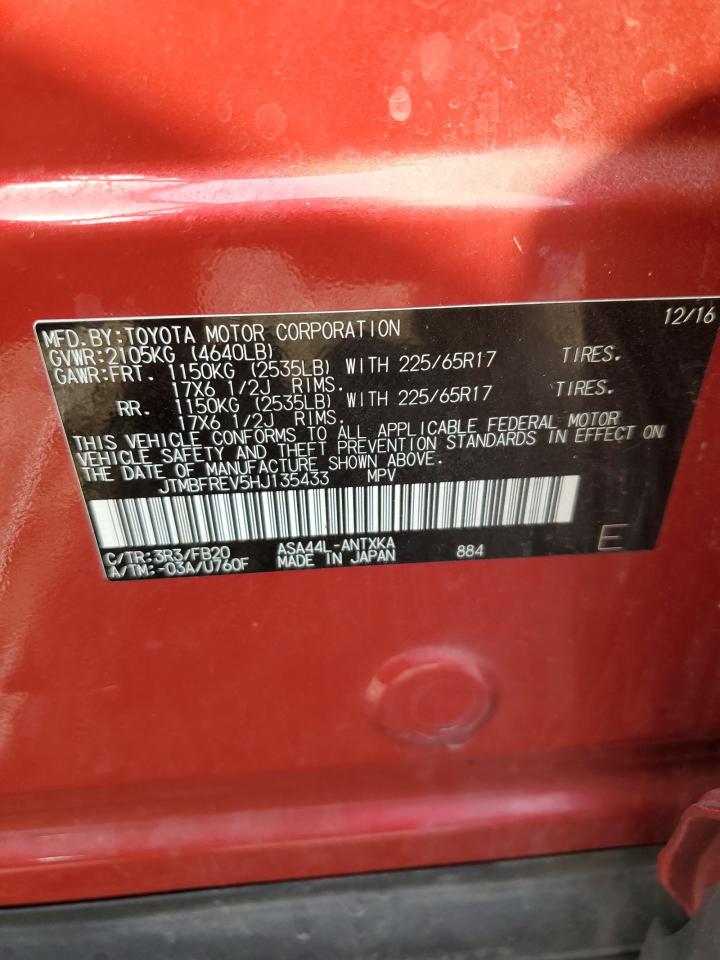 12/16
MFD.BY:TOYOTA MOTOR CORPORATION
GVWR:2105KG (4640LB)
GAWR:FRT. 1150KG (2535LB) WITH 225/65R17 TIRES.
17X6 1/2J RIMS.
RR. 1150KG (2535LB) WITH 225/65R17 TIRES.
17X6 1/2J RIMS.
THIS VEHICLE CONFORMS TO ALL APPLICABLE FEDERAL MOTOR
VEHICLE SAFETY AND THEFT PREVENTION STANDARDS IN EFFECT ON
THE DATE OF MANUFACTURE SHOWN ABOVE.
JTMBFREV5HJ135433 MPV
C/TR:3R3/FB20 ASA44L-ANTXKA 884 E
A/TM:-03A/U760F MADE IN JAPAN